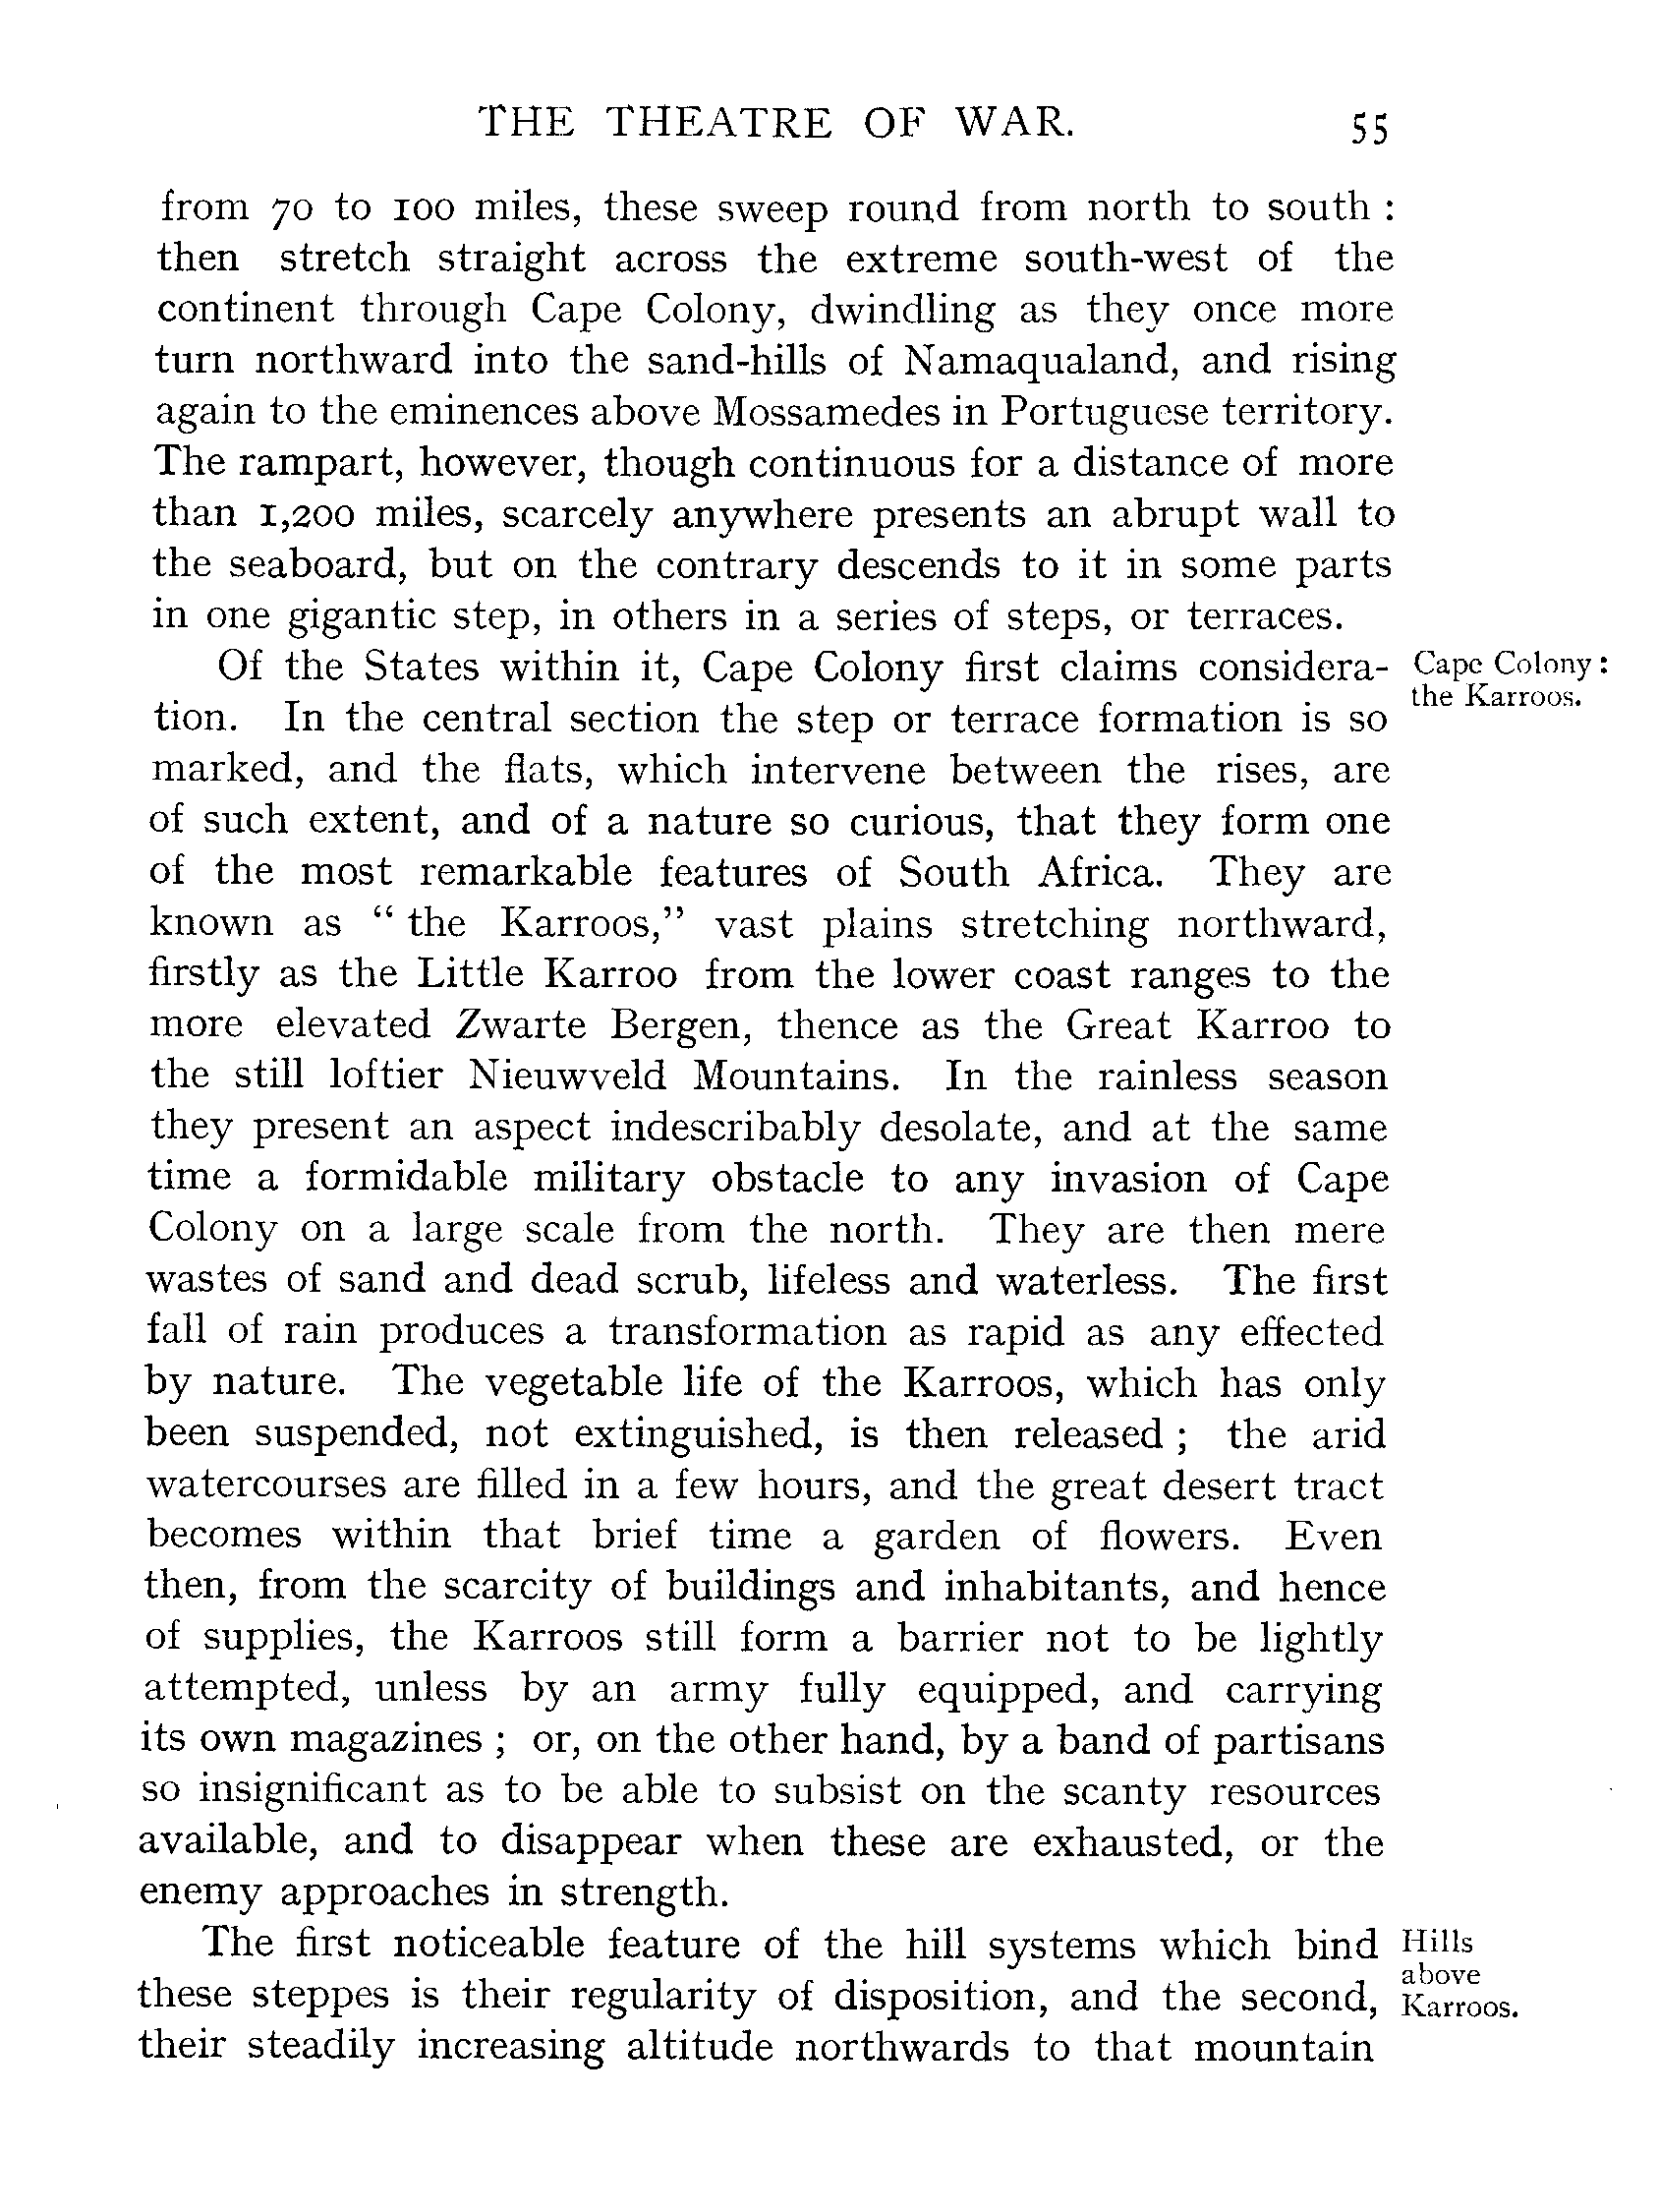 THE THEATRE OF WAR. 55
from 70 to 100 miles, these sweep round from north to south :
then stretch straight across the extreme south-west of the
continent through Cape Colony, dwindling as they once more
turn northward into the sand-hills of Namaqualand, and rising
again to the eminences above Mossamedes in Portuguese territory.
The rampart, however, though continuous for a distance of more
than 1,200 miles, scarcely anywhere presents an abrupt wall to
the seaboard, but on the contrary descends to it in some parts
in one gigantic step, in others in a series of steps, or terraces.
Of the States within it, Cape Colony first claims considera-
Cape Colony :
the Karroos.
tion. In the central section the step or terrace formation is so
marked, and the flats, which intervene between the rises, are
of such extent, and of a nature so curious, that they form one
of the most remarkable features of South Africa. They are
known as “ the Karroos,” vast plains stretching northward,
firstly as the Little Karroo from the lower coast ranges to the
more elevated Zwarte Bergen, thence as the Great Karroo to
the still loftier Nieuwveld Mountains. In the rainless season
they present an aspect indescribably desolate, and at the same
time a formidable military obstacle to any invasion of Cape
Colony on a large scale from the north. They are then mere
wastes of sand and dead scrub, lifeless and waterless. The first
fall of rain produces a transformation as rapid as any effected
by nature. The vegetable life of the Karroos, which has only
been suspended, not extinguished, is then released ; the arid
watercourses are filled in a few hours, and the great desert tract
becomes within that brief time a garden of flowers. Even
then, from the scarcity of buildings and inhabitants, and hence
of supplies, the Karroos still form a barrier not to be lightly
attempted, unless by an army fully equipped, and carrying
its own magazines ; or, on the other hand, by a band of partisans
so insignificant as to be able to subsist on the scanty resources
available, and to disappear when these are exhausted, or the
enemy approaches in strength.
The first noticeable feature of the hill systems which bind
Hills
above
Karroos.
these steppes is their regularity of disposition, and the second,
their steadily increasing altitude northwards to that mountain